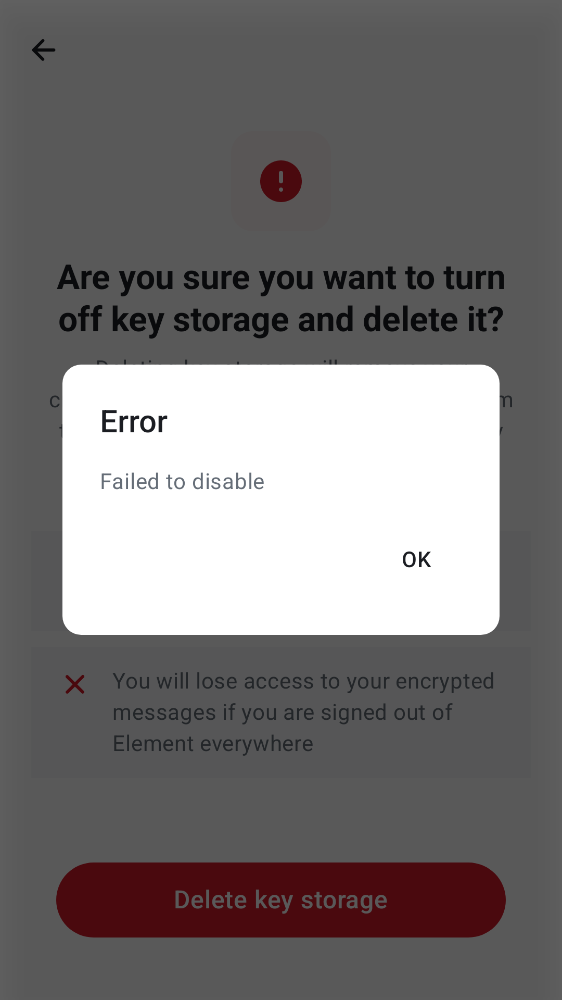 Are you sure you want to turn
off key storage and delete it?
Error
Failed to disable
OK
You will lose access to your encrypted
messages if you are signed out of
Element everywhere
Delete key storage